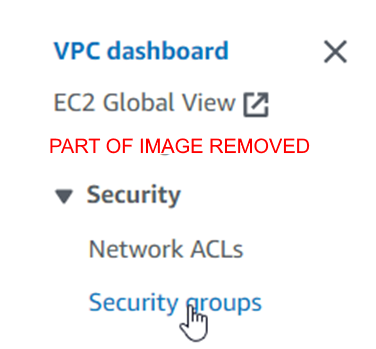 VPC dashboard
EC2 Global View
PART OF IMAGE REMOVED
Security
Network ACLs
Security groups